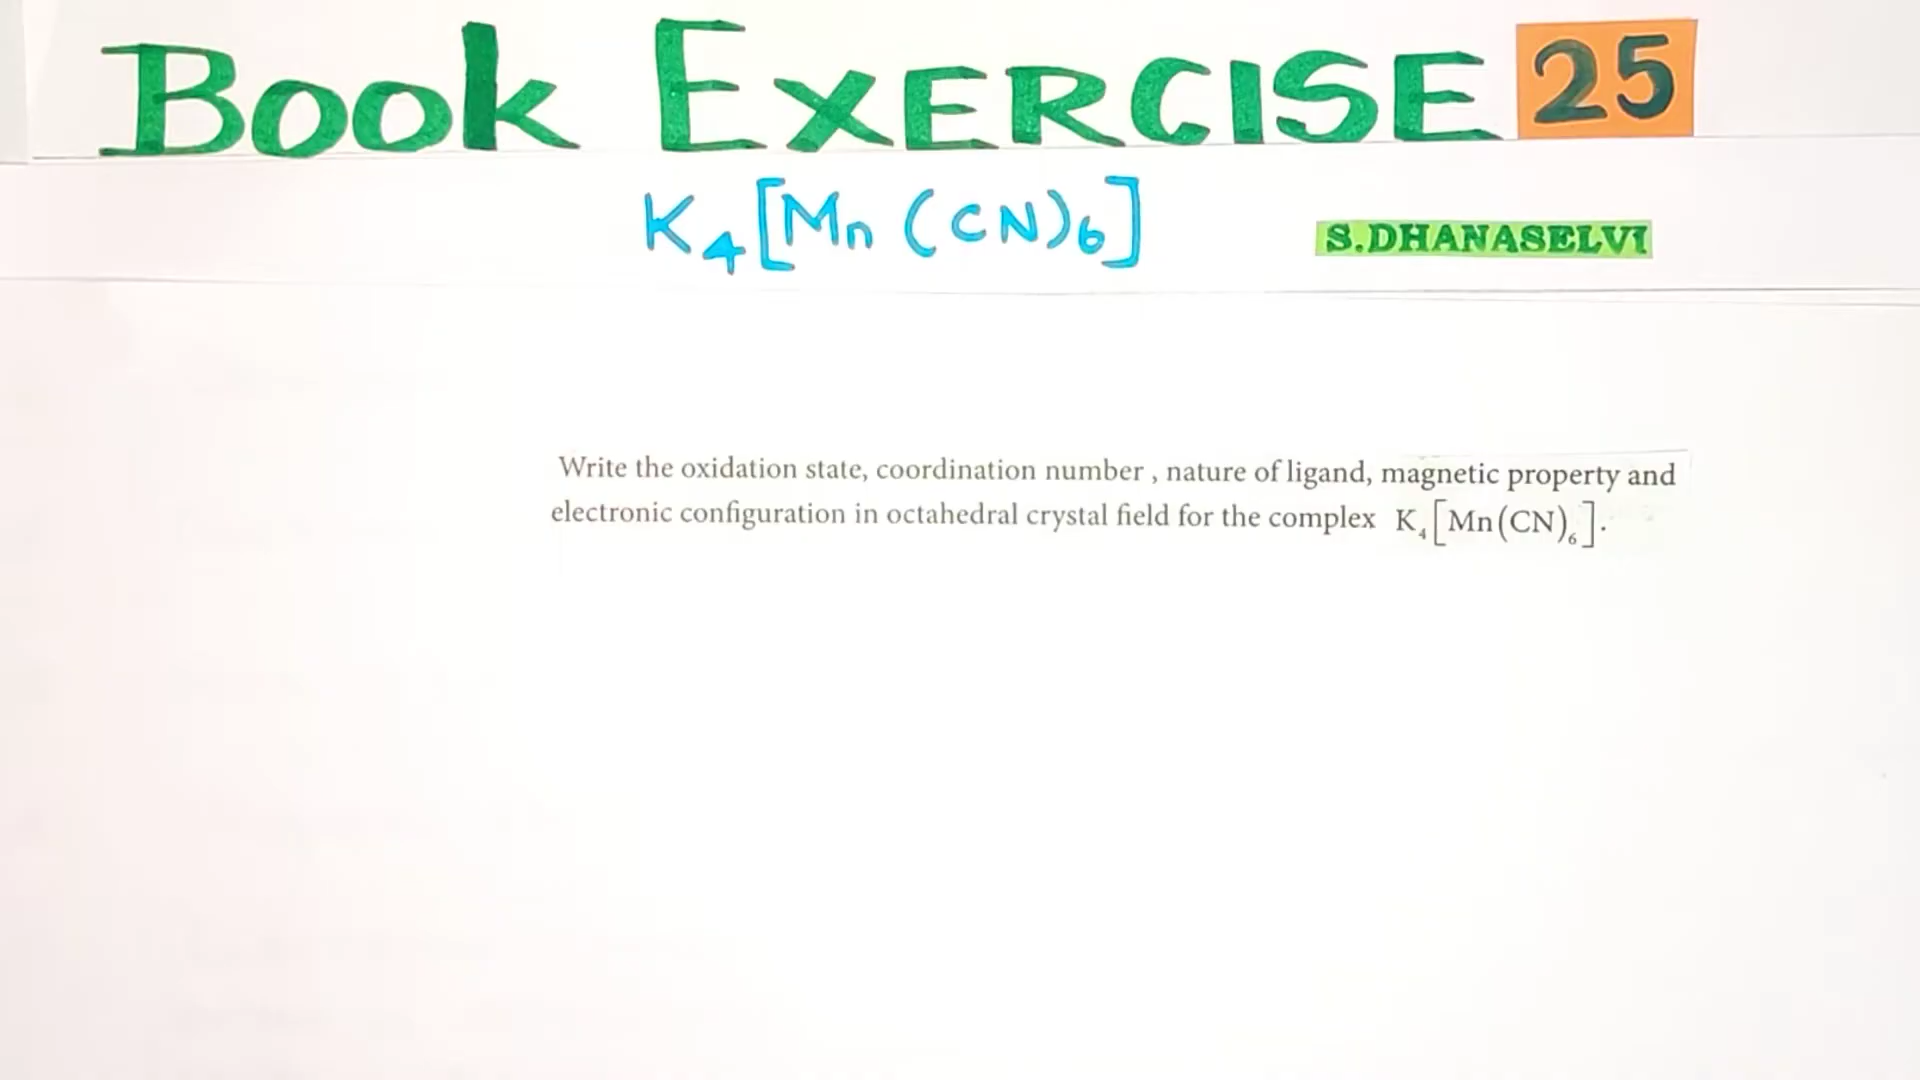 Book Exercise 25
K₄[Mn(CN)₆]
S.DHANASELVI
Write the oxidation state, coordination number , nature of ligand, magnetic property and
electronic configuration in octahedral crystal field for the complex K₄[Mn(CN)₆].